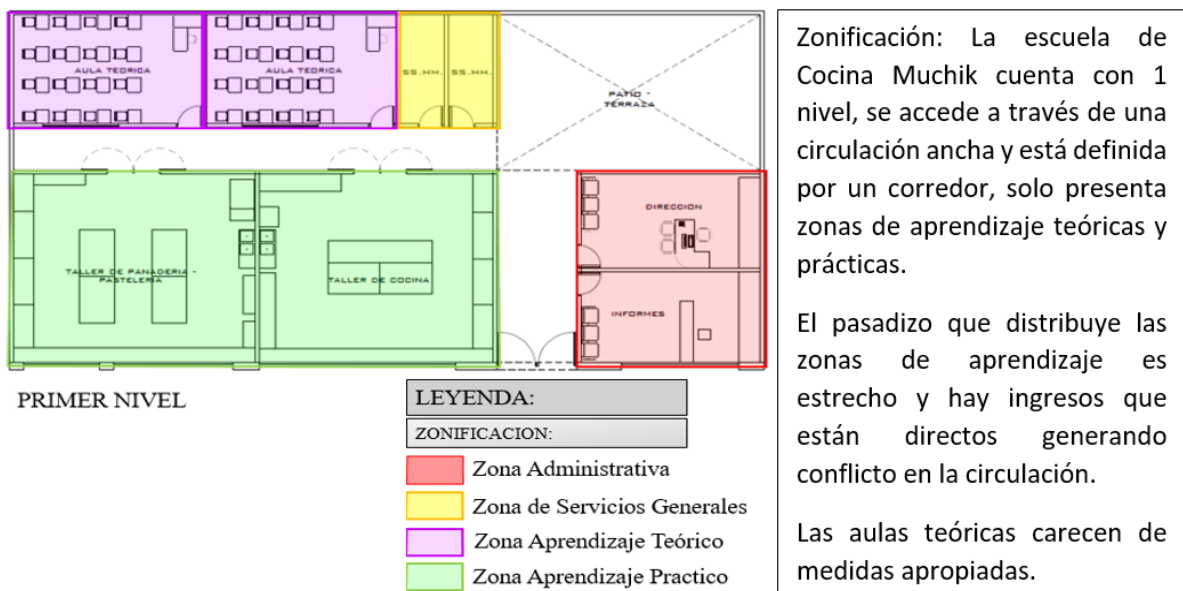 AULA TEORICA
AULA TEORICA
SS.HH.
SS.HH.
PATIO -
TERRAZA
DIRECCION
TALLER DE PANADERIA -
PASTELERIA
TALLER DE COCINA
INFORMES
PRIMER NIVEL
LEYENDA:
ZONIFICACION:
Zona Administrativa
Zona de Servicios Generales
Zona Aprendizaje Teórico
Zona Aprendizaje Practico
Zonificación: La escuela de
Cocina Muchik cuenta con 1
nivel, se accede a través de una
circulación ancha y está definida
por un corredor, solo presenta
zonas de aprendizaje teóricas y
prácticas.
El pasadizo que distribuye las
zonas de aprendizaje es
estrecho y hay ingresos que
están directos generando
conflicto en la circulación.
Las aulas teóricas carecen de
medidas apropiadas.